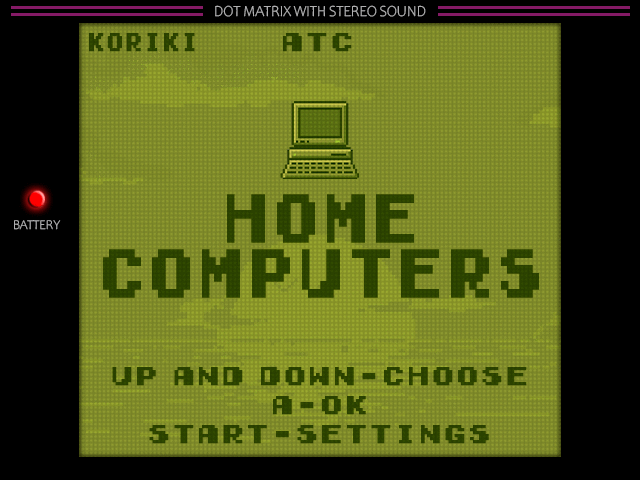 DOT MATRIX WITH STEREO SOUND
KORIKI ATC
BATTERY
HOME
COMPUTERS
UP AND DOWN-CHOOSE
A-OK
START-SETTINGS